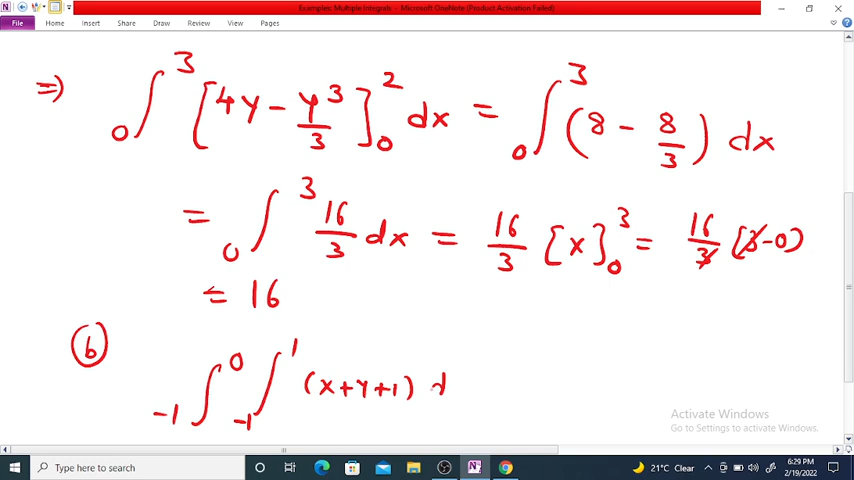 Examples: Multiple Integrals - Microsoft OneNote (Product Activation Failed)
File Home Insert Share Draw Review View Pages
=> ∫₀³ [4y - y³/3]₀² dx = ∫₀³ (8 - 8/3) dx
= ∫₀³ 16/3 dx = 16/3 [x]₀³ = 16/3 [3-0)
= 16
b
∫₋₁⁰ ∫₋₁¹ (x+y+1)
Activate Windows
Go to Settings to activate Windows.
Type here to search
21°C Clear
6:29 PM
2/19/2022